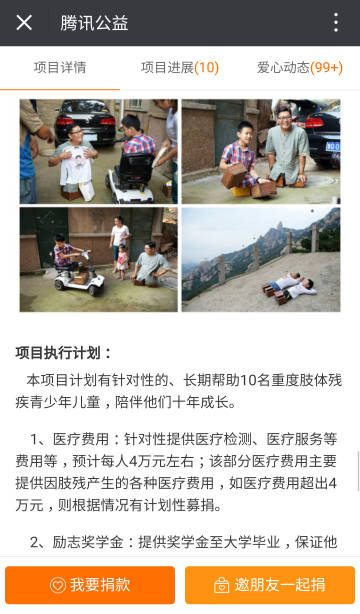 腾讯公益
项目详情 项目进展(10) 爱心动态(99+)
项目执行计划：
本项目计划有针对性的、长期帮助10名重度肢体残
疾青少年儿童，陪伴他们十年成长。
1、医疗费用：针对性提供医疗检测、医疗服务等
费用等，预计每人4万元左右；该部分医疗费用主要
提供因肢残产生的各种医疗费用，如医疗费用超出4
万元，则根据情况有计划性募捐。
2、励志奖学金：提供奖学金至大学毕业，保证他
我要捐款 邀朋友一起捐